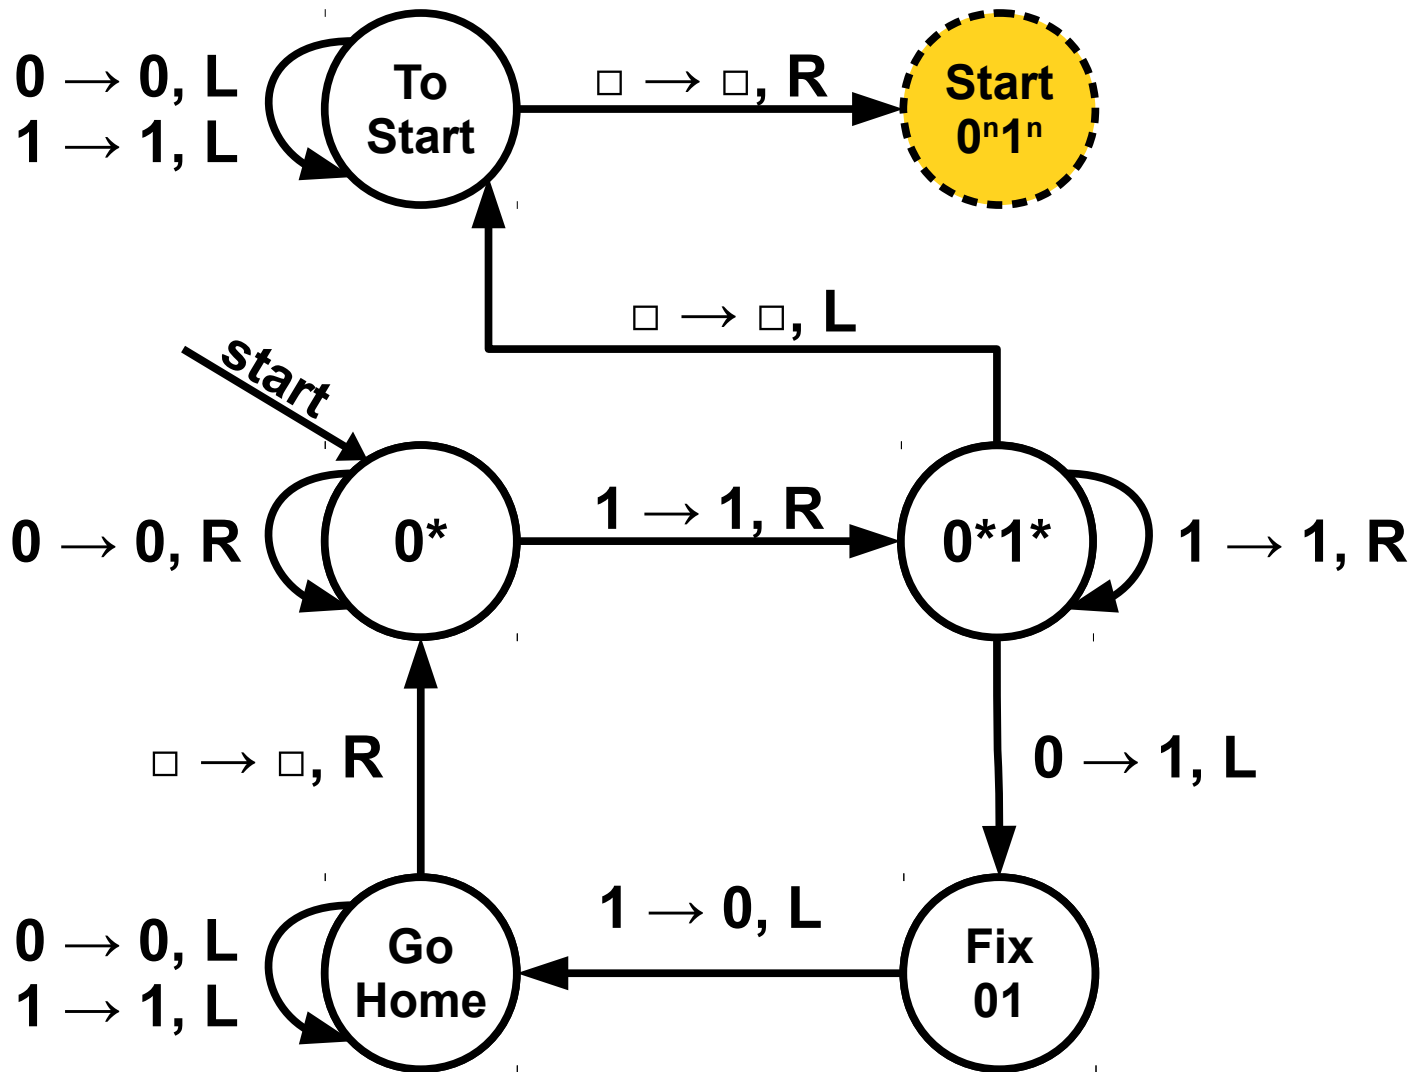 0 → 0, L
1 → 1, L
To
Start
□ → □, R
Start
0ⁿ1ⁿ
□ → □, L
start
0 → 0, R
0*
1 → 1, R
0*1*
1 → 1, R
□ → □, R
0 → 1, L
0 → 0, L
1 → 1, L
Go
Home
1 → 0, L
Fix
01